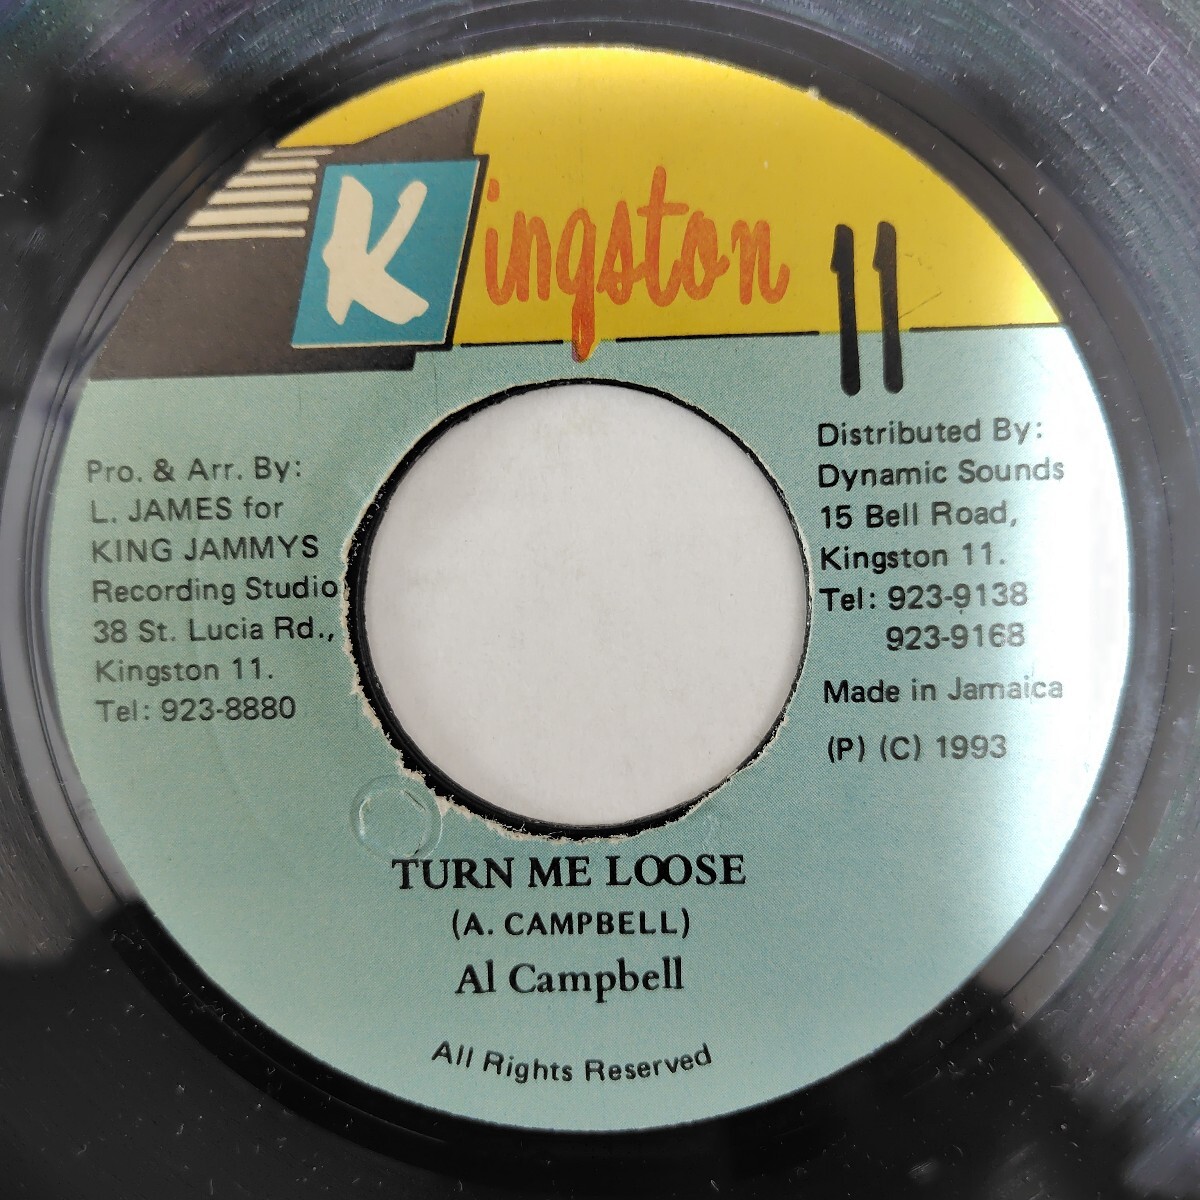 Kingston 11
Pro. & Arr. By:
L. JAMES for
KING JAMMYS
Recording Studio
38 St. Lucia Rd.,
Kingston 11.
Tel: 923-8880
Distributed By:
Dynamic Sounds
15 Bell Road,
Kingston 11.
Tel: 923-9138
923-9168
Made in Jamaica
(P) (C) 1993
TURN ME LOOSE
(A. CAMPBELL)
Al Campbell
All Rights Reserved